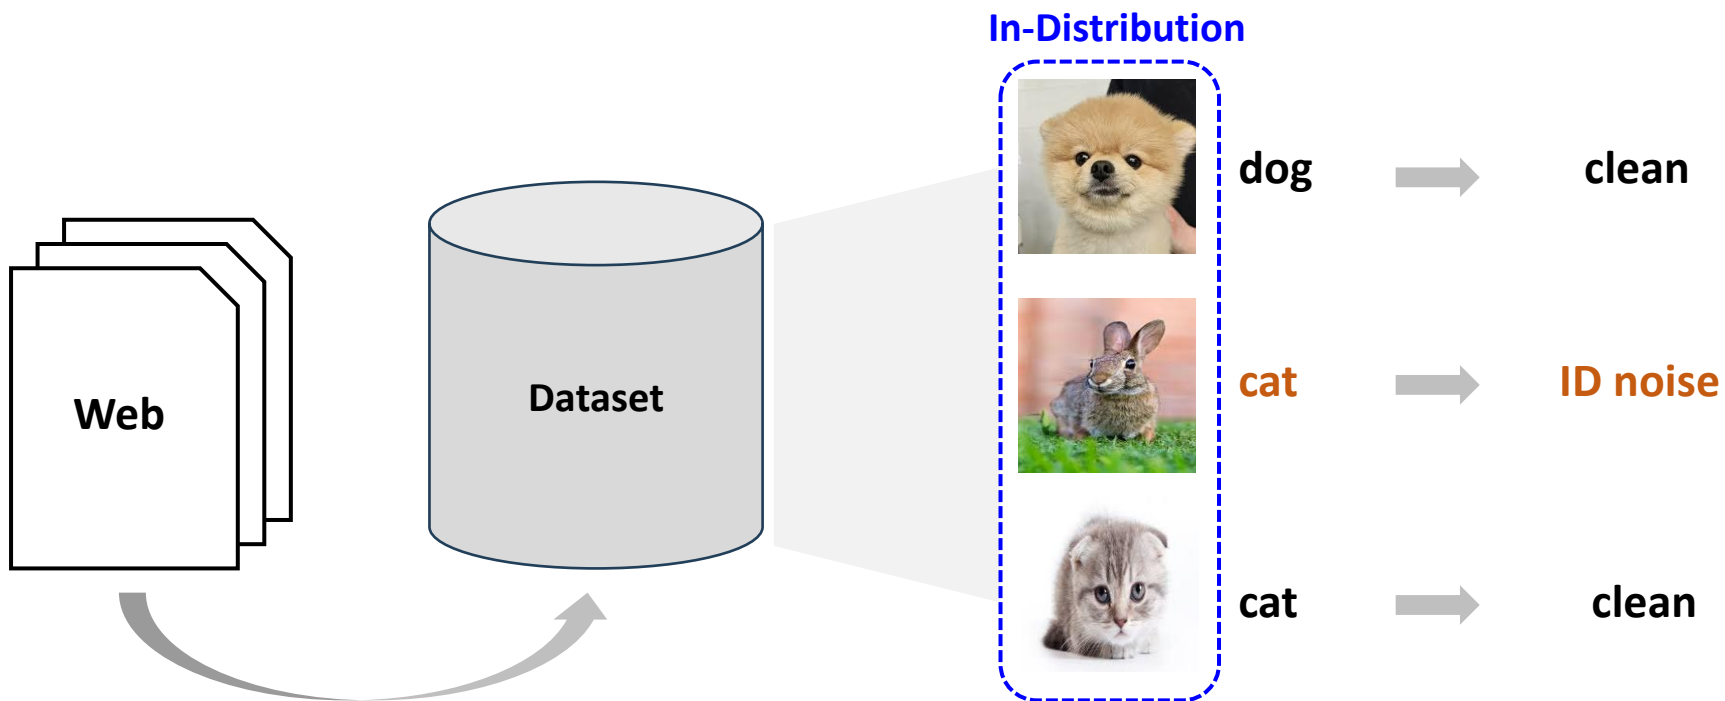 In-Distribution
dog
clean
Web
Dataset
cat
ID noise
cat
clean